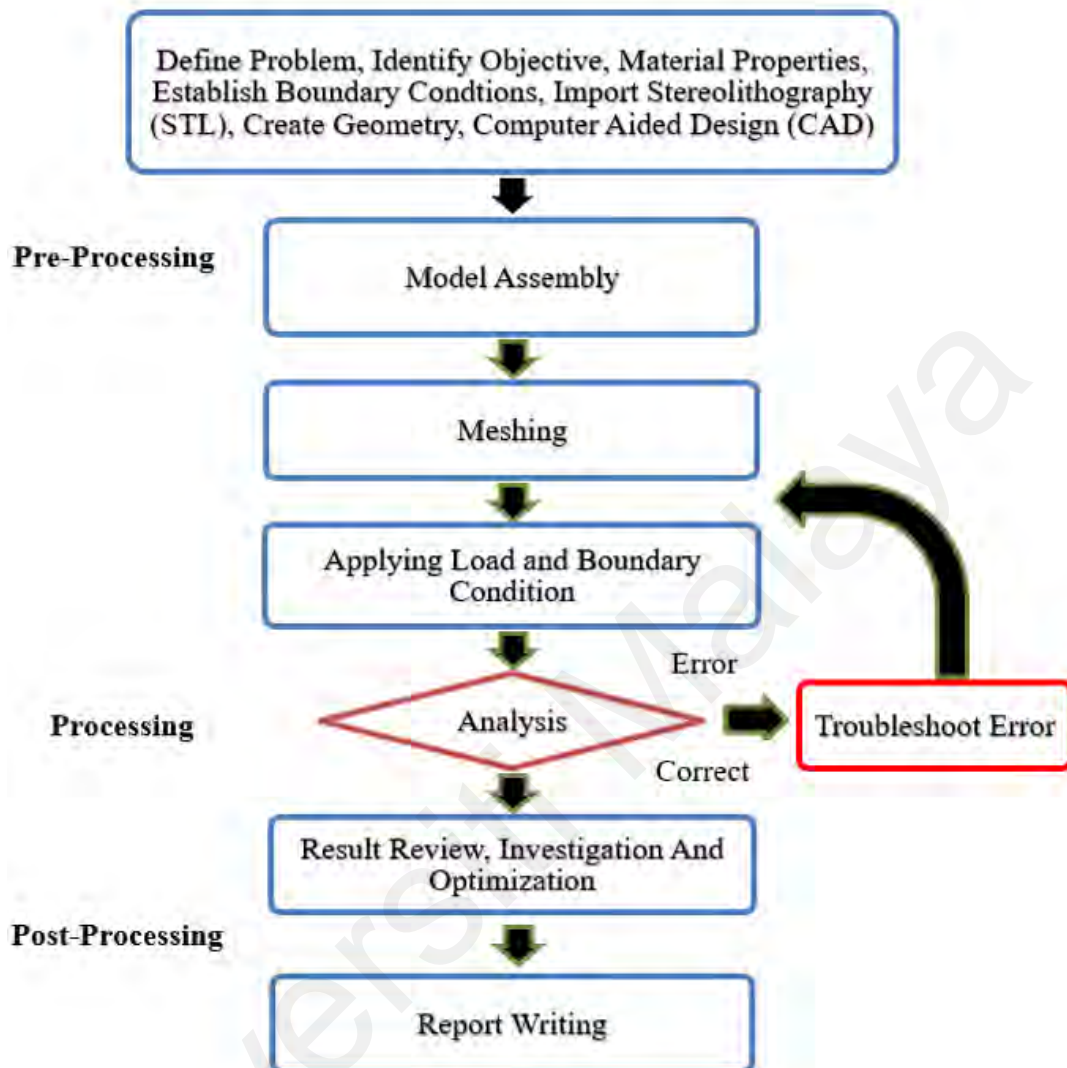 Define Problem, Identify Objective, Material Properties,
Establish Boundary Condtions, Import Stereolithography
(STL), Create Geometry, Computer Aided Design (CAD)
Pre-Processing
Model Assembly
Meshing
Applying Load and Boundary
Condition
Error
Processing
Analysis
Troubleshoot Error
Correct
Result Review, Investigation And
Optimization
Post-Processing
Report Writing
versiti Malaya